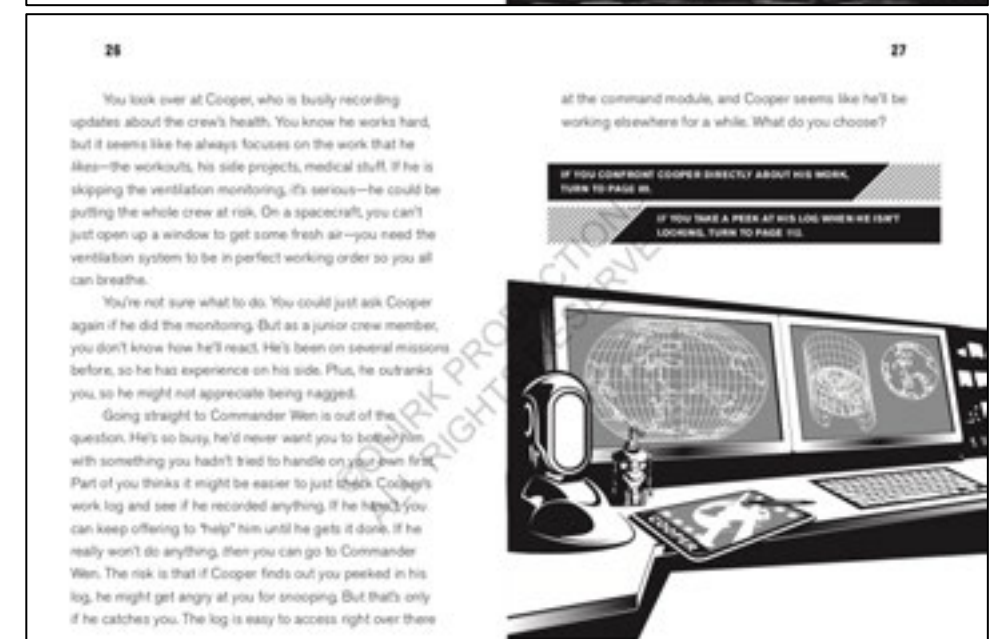 26
You look over at Cooper, who is busily recording
updates about the crew's health. You know he works hard,
but it seems like he always focuses on the work that he
likes—the workouts, his side projects, medical stuff. If he is
skipping the ventilation monitoring, it's serious—he could be
putting the whole crew at risk. On a spacecraft, you can't
just open up a window to get some fresh air—you need the
ventilation system to be in perfect working order so you all
can breathe.
You're not sure what to do. You could just ask Cooper
again if he did the monitoring. But as a junior crew member,
you don't know how he'll react. He's been on several missions
before, so he has experience on his side. Plus, he outranks
you, so he might not appreciate being nagged.
Going straight to Commander Wen is out of the
question. He's so busy, he'd never want you to bother him
with something you hadn't tried to handle on your own first.
Part of you thinks it might be easier to just check Cooper's
work log and see if he recorded anything. If he hasn't, you
can keep offering to "help" him until he gets it done. If he
really won't do anything, then you can go to Commander
Wen. The risk is that if Cooper finds out you peeked in his
log, he might get angry at you for snooping. But that's only
if he catches you. The log is easy to access right over there
27
at the command module, and Cooper seems like he'll be
working elsewhere for a while. What do you choose?
IF YOU CONFRONT COOPER DIRECTLY ABOUT HIS WORK,
TURN TO PAGE
IF YOU TAKE A PEEK AT HIS LOG WHEN HE ISN'T
LOOKING, TURN TO PAGE 112.
COOPER
QUIRK PRODUCTIONS
RIGHTS RESERVE